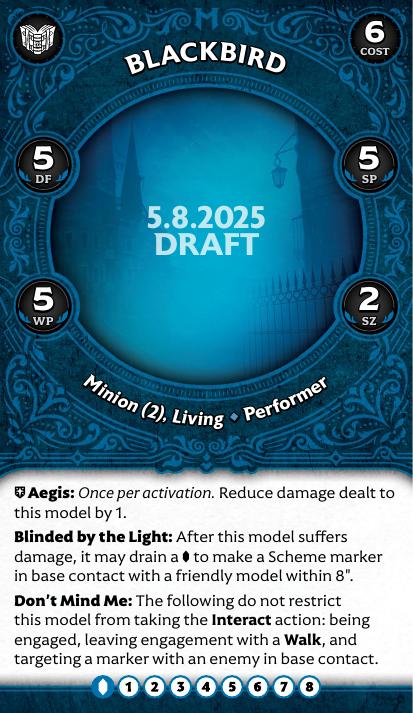 BLACKBIRD
6
COST
5
DF
5
SP
5.8.2025
DRAFT
5
WP
2
SZ
Minion (2), Living ◆ Performer
Aegis: Once per activation. Reduce damage dealt to
this model by 1.
Blinded by the Light: After this model suffers
damage, it may drain a to make a Scheme marker
in base contact with a friendly model within 8".
Don’t Mind Me: The following do not restrict
this model from taking the Interact action: being
engaged, leaving engagement with a Walk, and
targeting a marker with an enemy in base contact.
1 2 3 4 5 6 7 8